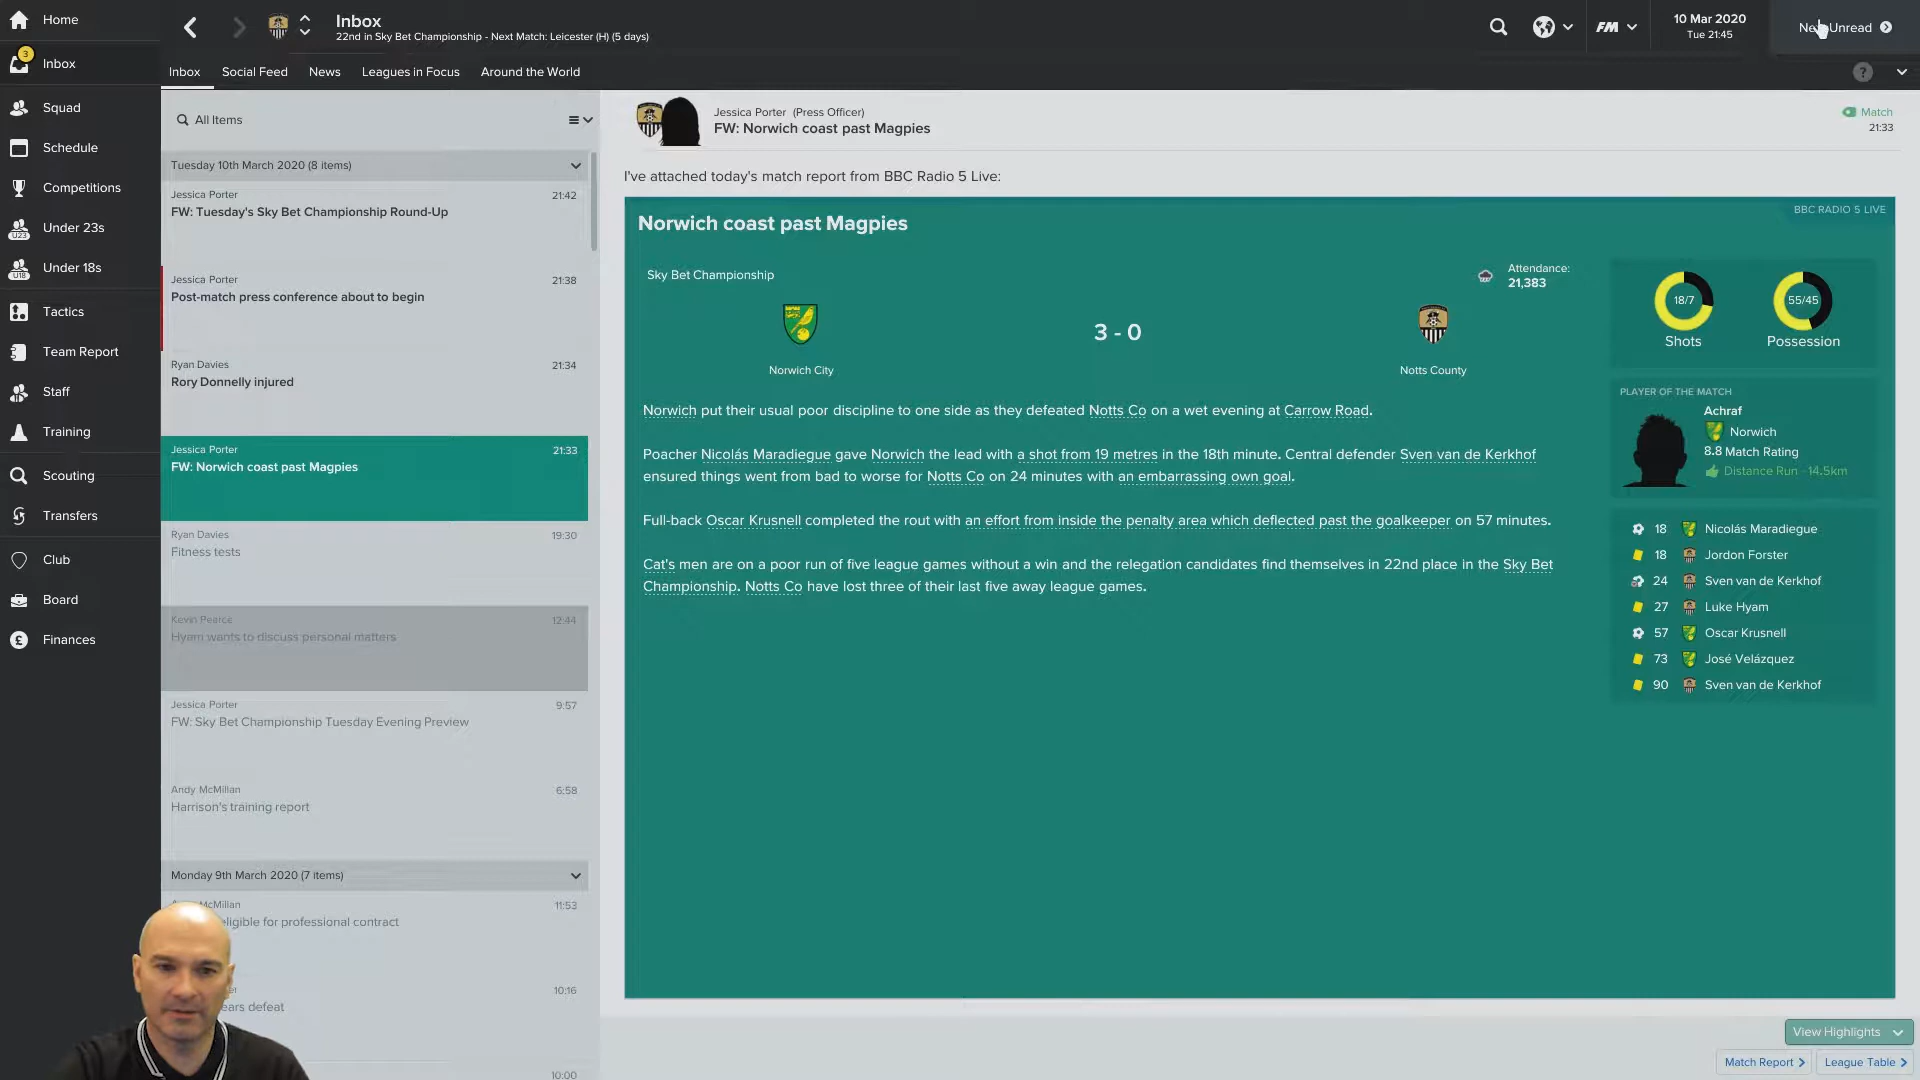 Home
Inbox
3
Squad
Schedule
Competitions
Under 23s
Under 18s
Tactics
Team Report
Staff
Training
Scouting
Transfers
Club
Board
Finances
Inbox
22nd in Sky Bet Championship - Next Match: Leicester (H) (5 days)
FM
10 Mar 2020
Tue 21:45
Unread
Inbox
Social Feed
News
Leagues in Focus
Around the World
?
All Items
Tuesday 10th March 2020 (8 items)
Jessica Porter 21:42
FW: Tuesday's Sky Bet Championship Round-Up
Jessica Porter 21:38
Post-match press conference about to begin
Ryan Davies 21:34
Rory Donnelly injured
Jessica Porter 21:33
FW: Norwich coast past Magpies
Ryan Davies 19:30
Fitness tests
Kevin Pearce 12:44
Hyam wants to discuss personal matters
Jessica Porter 9:57
FW: Sky Bet Championship Tuesday Evening Preview
Andy McMillan 6:58
Harrison's training report
Monday 9th March 2020 (7 items)
McMillan 11:53
eligible for professional contract
10:16
defeat
10:00
Jessica Porter (Press Officer)
FW: Norwich coast past Magpies
Match
21:33
I've attached today's match report from BBC Radio 5 Live:
Norwich coast past Magpies
BBC RADIO 5 LIVE
Sky Bet Championship
Attendance:
21,383
3 - 0
Norwich City
Notts County
Norwich put their usual poor discipline to one side as they defeated Notts Co on a wet evening at Carrow Road.
Poacher Nicolás Maradiegue gave Norwich the lead with a shot from 19 metres in the 18th minute. Central defender Sven van de Kerkhof
ensured things went from bad to worse for Notts Co on 24 minutes with an embarrassing own goal.
Full-back Oscar Krusnell completed the rout with an effort from inside the penalty area which deflected past the goalkeeper on 57 minutes.
Cat's men are on a poor run of five league games without a win and the relegation candidates find themselves in 22nd place in the Sky Bet
Championship. Notts Co have lost three of their last five away league games.
18/7
Shots
55/45
Possession
PLAYER OF THE MATCH
Achraf
Norwich
8.8 Match Rating
Distance Run - 14.5km
18 Nicolás Maradiegue
18 Jordon Forster
24 Sven van de Kerkhof
27 Luke Hyam
57 Oscar Krusnell
73 José Velázquez
90 Sven van de Kerkhof
View Highlights
Match Report
League Table